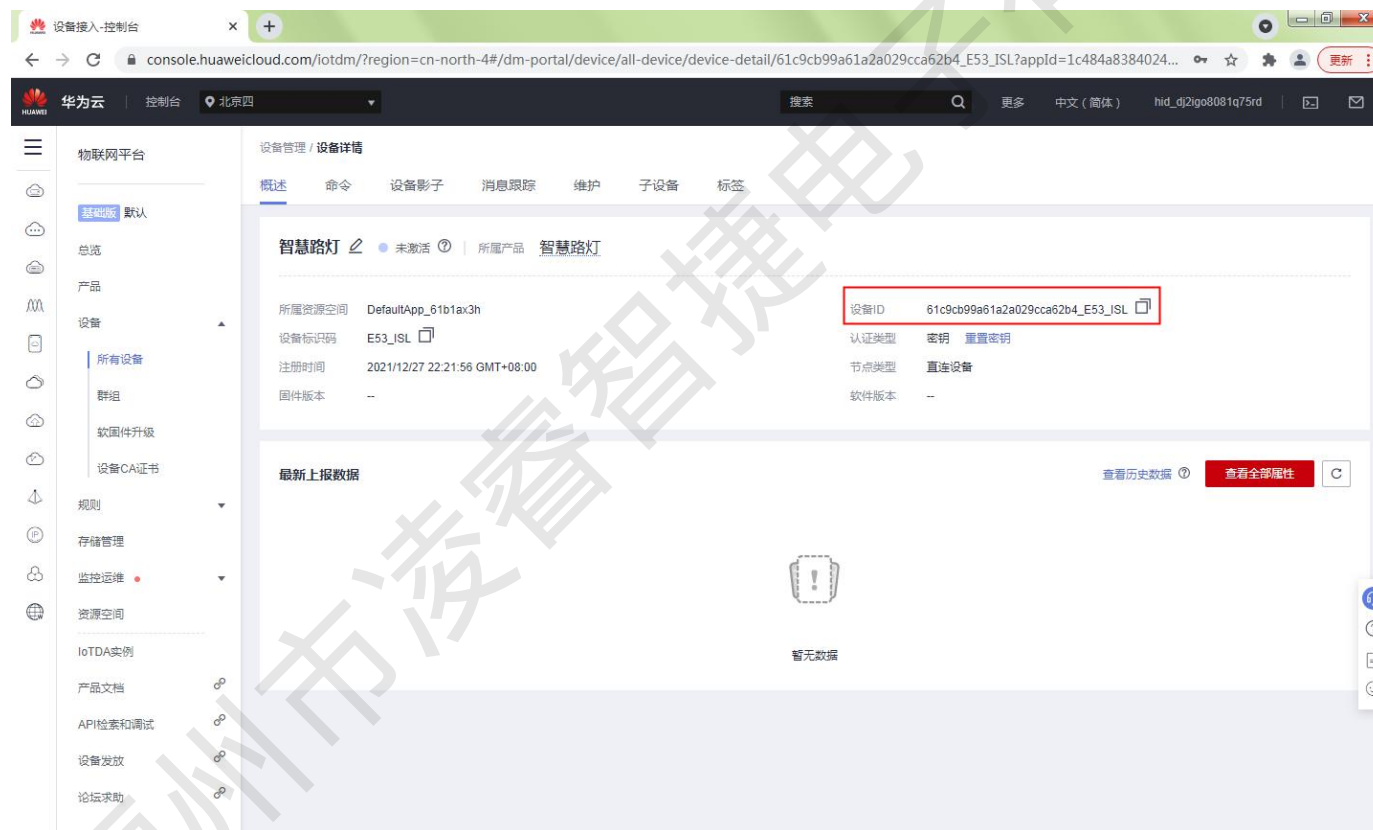 设备接入-控制台
console.huaweicloud.com/iotdm/?region=cn-north-4#/dm-portal/device/all-device/device-detail/61c9cb99a61a2a029cca62b4_E53_ISL?appId=1c484a8384024...
更新
HUAWEI 华为云 控制台 北京四 搜索 更多 中文（简体） hid_dj2igo8081q75rd
物联网平台
基础版 默认
总览
产品
设备
所有设备
群组
软固件升级
设备CA证书
规则
存储管理
监控运维
资源空间
IoTDA实例
产品文档
API检索和调试
设备发放
论坛求助
设备管理 / 设备详情
概述 命令 设备影子 消息跟踪 维护 子设备 标签
智慧路灯 未激活 所属产品 智慧路灯
所属资源空间 DefaultApp_61b1ax3h 设备ID 61c9cb99a61a2a029cca62b4_E53_ISL
设备标识码 E53_ISL 认证类型 密钥 重置密钥
注册时间 2021/12/27 22:21:56 GMT+08:00 节点类型 直连设备
固件版本 -- 软件版本 --
最新上报数据 查看历史数据 查看全部属性
暂无数据
州市凌睿智捷电子